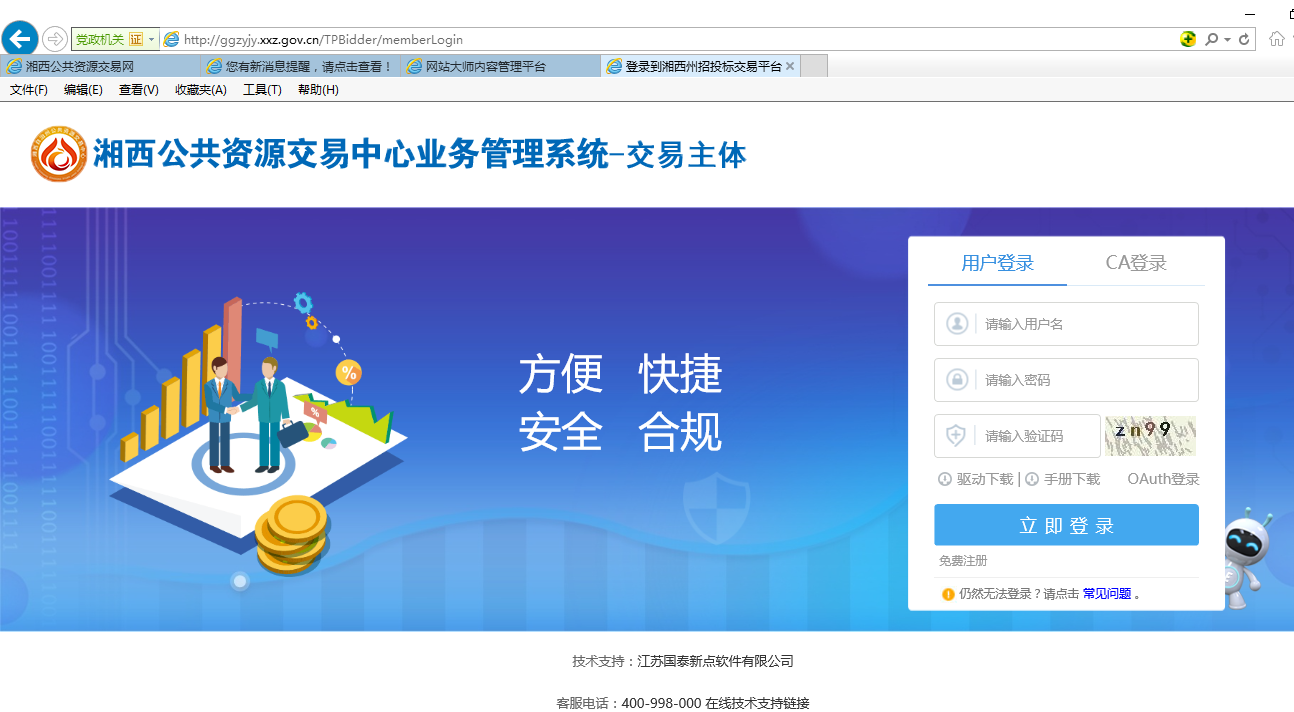 党政机关 证 http://ggzyjy.xxz.gov.cn/TPBidder/memberLogin
湘西公共资源交易网 您有新消息提醒，请点击查看！ 网站大师内容管理平台 登录到湘西州招投标交易平台
文件(F) 编辑(E) 查看(V) 收藏夹(A) 工具(T) 帮助(H)
湘西公共资源交易中心业务管理系统-交易主体
用户登录 CA登录
请输入用户名
方便 快捷
请输入密码
安全 合规
请输入验证码 zn99
驱动下载 | 手册下载 OAuth登录
立即登录
免费注册
仍然无法登录？请点击 常见问题 。
技术支持：江苏国泰新点软件有限公司
客服电话：400-998-000 在线技术支持链接